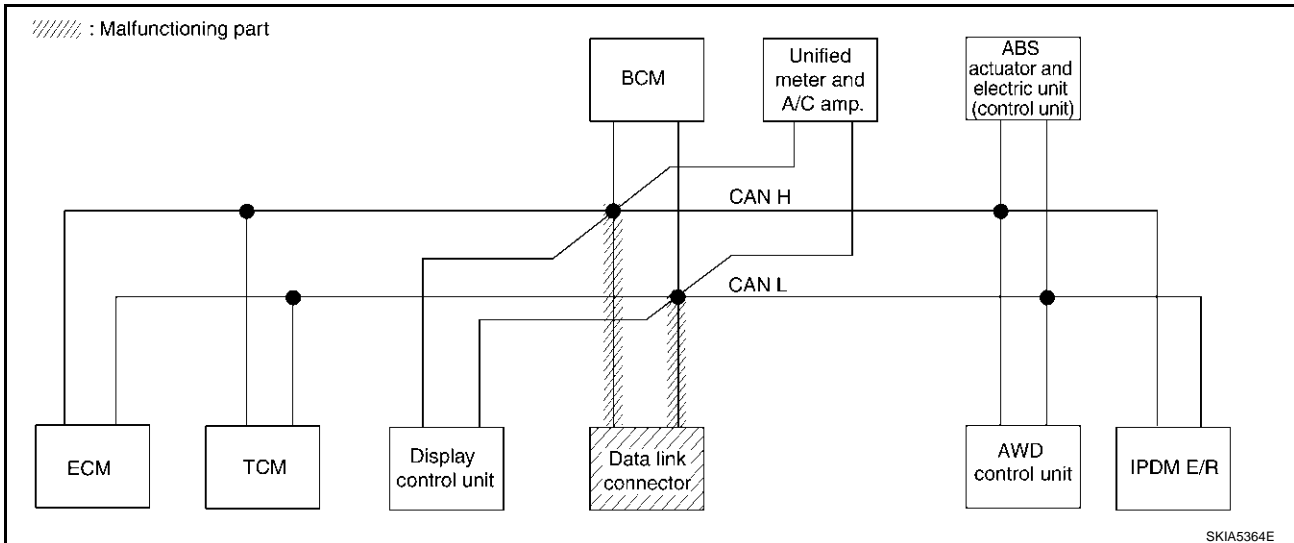 : Malfunctioning part
BCM
Unified
meter and
A/C amp.
ABS
actuator and
electric unit
(control unit)
CAN H
CAN L
ECM
TCM
Display
control unit
Data link
connector
AWD
control unit
IPDM E/R
SKIA5364E